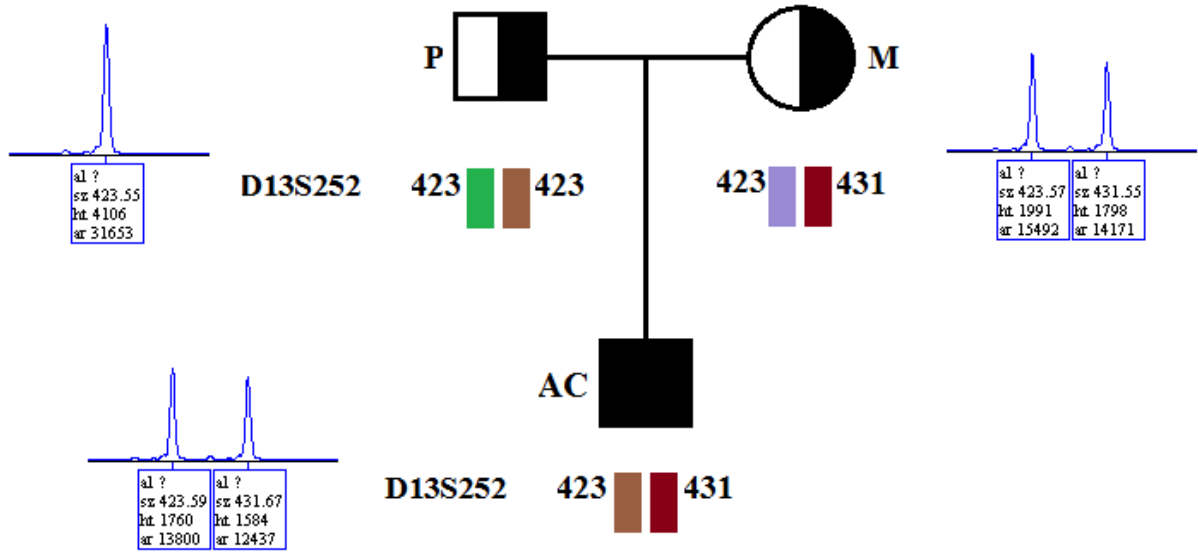 P
M
al ?
sz 423.55
ht 4106
ar 31653
D13S252
423
423
423
431
al ?
sz 423.57
ht 1991
ar 15492
al ?
sz 431.55
ht 1798
ar 14171
AC
al ?
sz 423.59
ht 1760
ar 13800
al ?
sz 431.67
ht 1584
ar 12437
D13S252
423
431